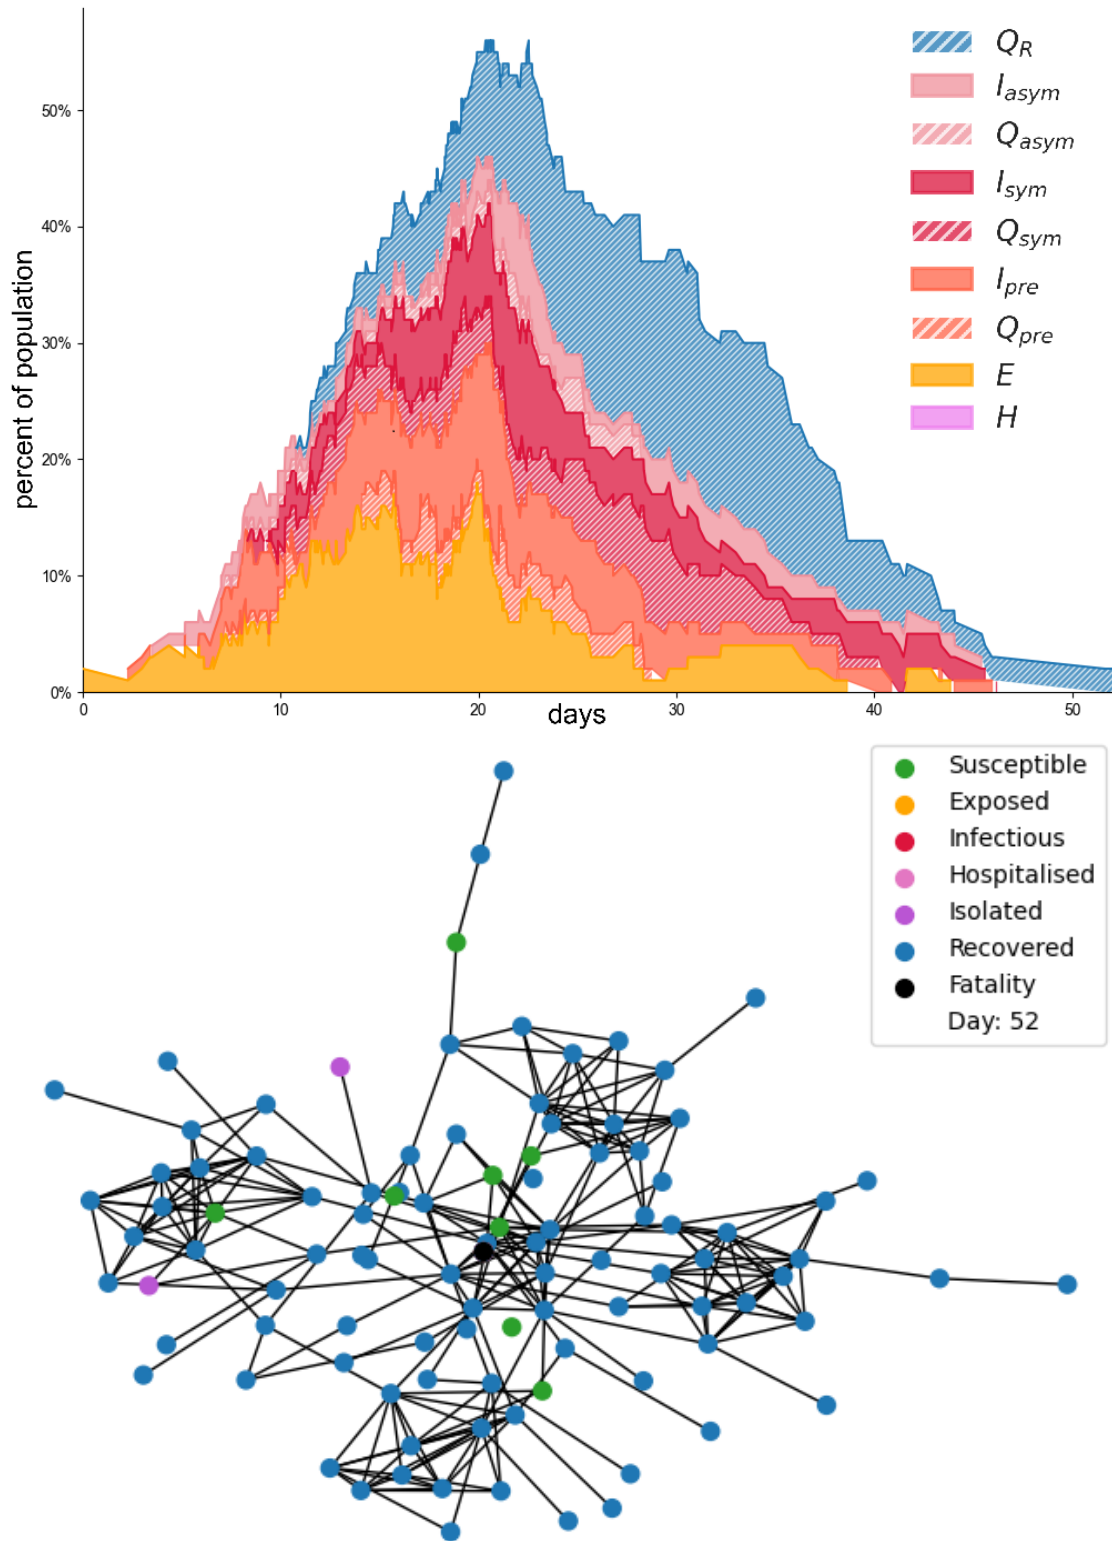 percent of population
50%
40%
30%
20%
10%
0%
0 10 20 30 40 50
days
Q_R
I_asym
Q_asym
I_sym
Q_sym
I_pre
Q_pre
E
H
Susceptible
Exposed
Infectious
Hospitalised
Isolated
Recovered
Fatality
Day: 52